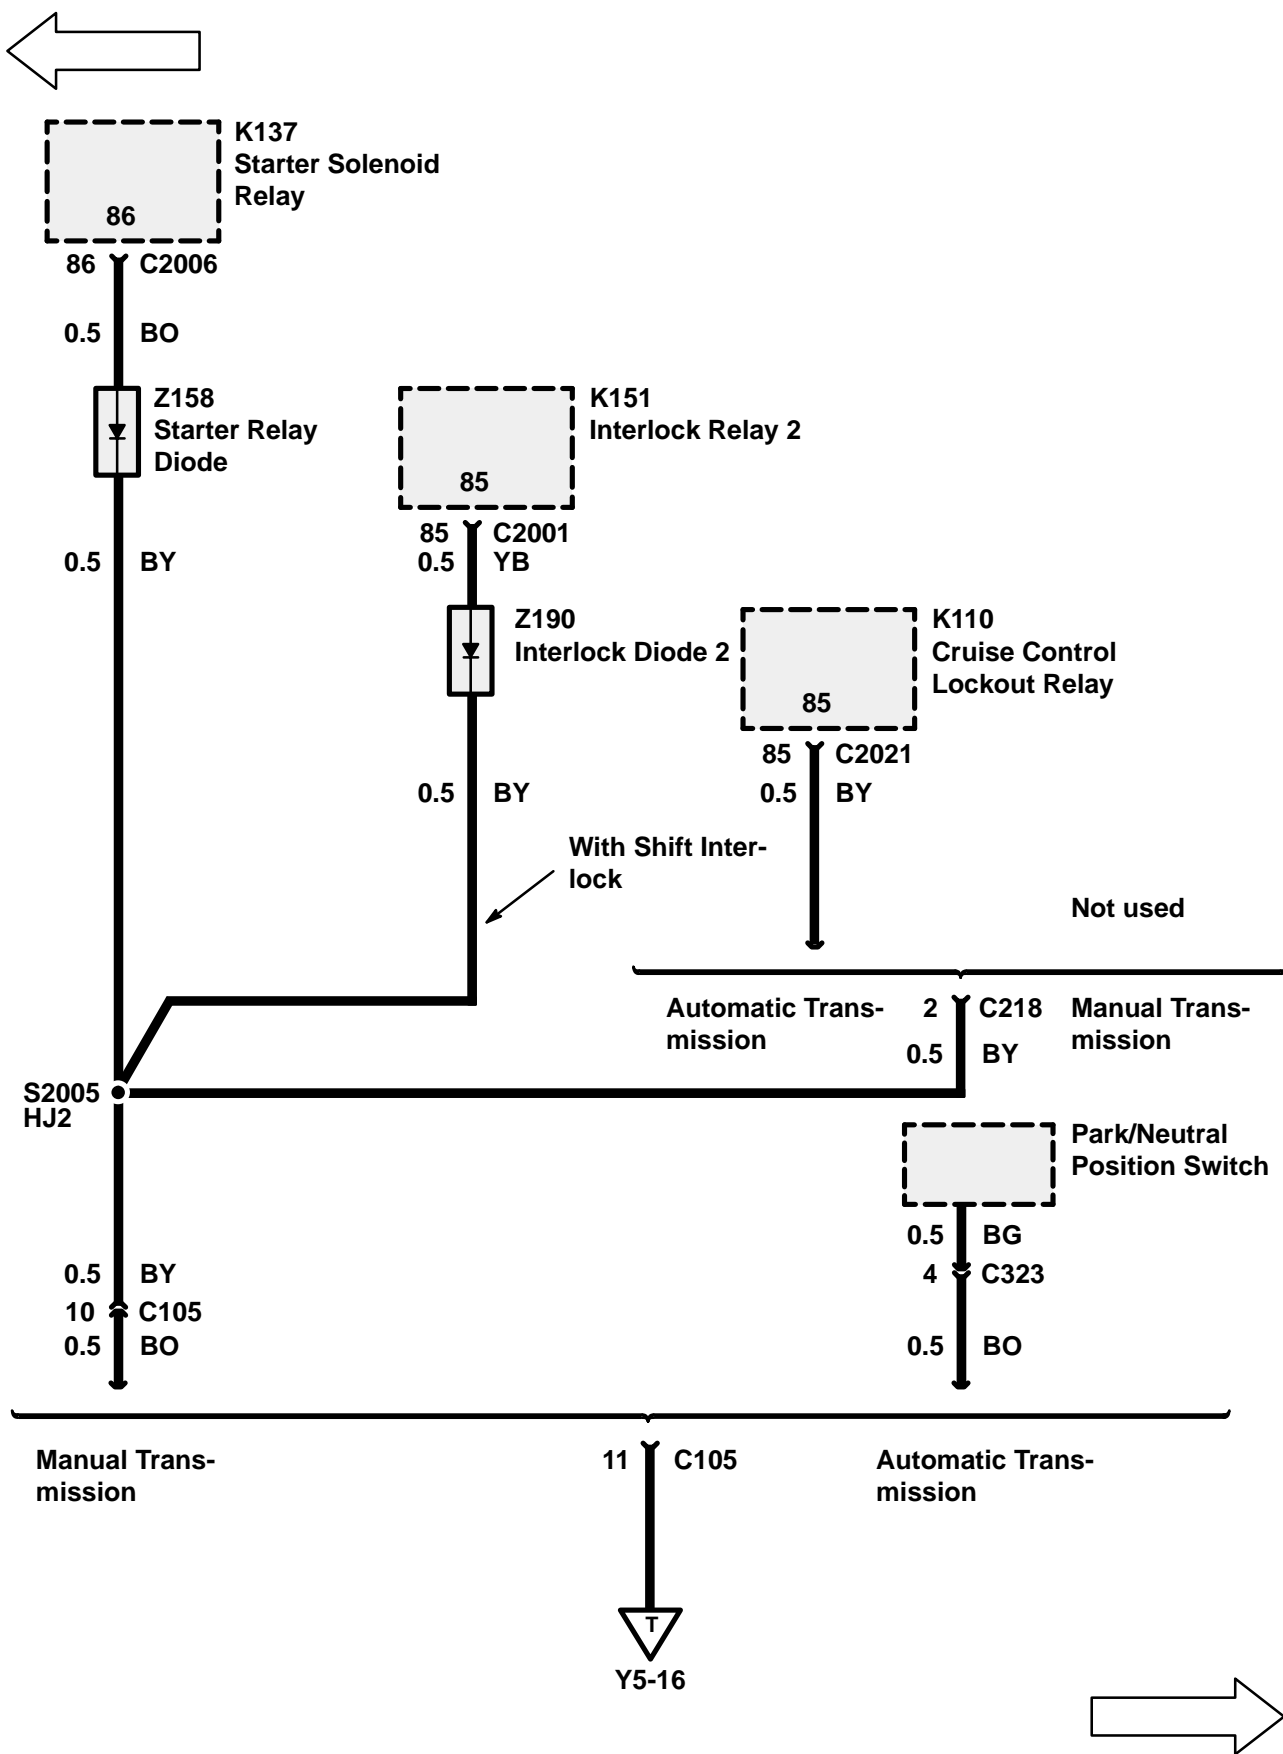 K137
Starter Solenoid
Relay
86
86 C2006
0.5 BO
Z158
Starter Relay
Diode
K151
Interlock Relay 2
85
85 C2001
0.5 BY
0.5 YB
Z190
Interlock Diode 2
K110
Cruise Control
Lockout Relay
85
85 C2021
0.5 BY
0.5 BY
With Shift Inter-
lock
Not used
Automatic Trans-
mission
2 C218
Manual Trans-
mission
0.5 BY
S2005
HJ2
Park/Neutral
Position Switch
0.5 BG
4 C323
0.5 BY
10 C105
0.5 BO
0.5 BO
Manual Trans-
mission
11 C105
Automatic Trans-
mission
T
Y5-16